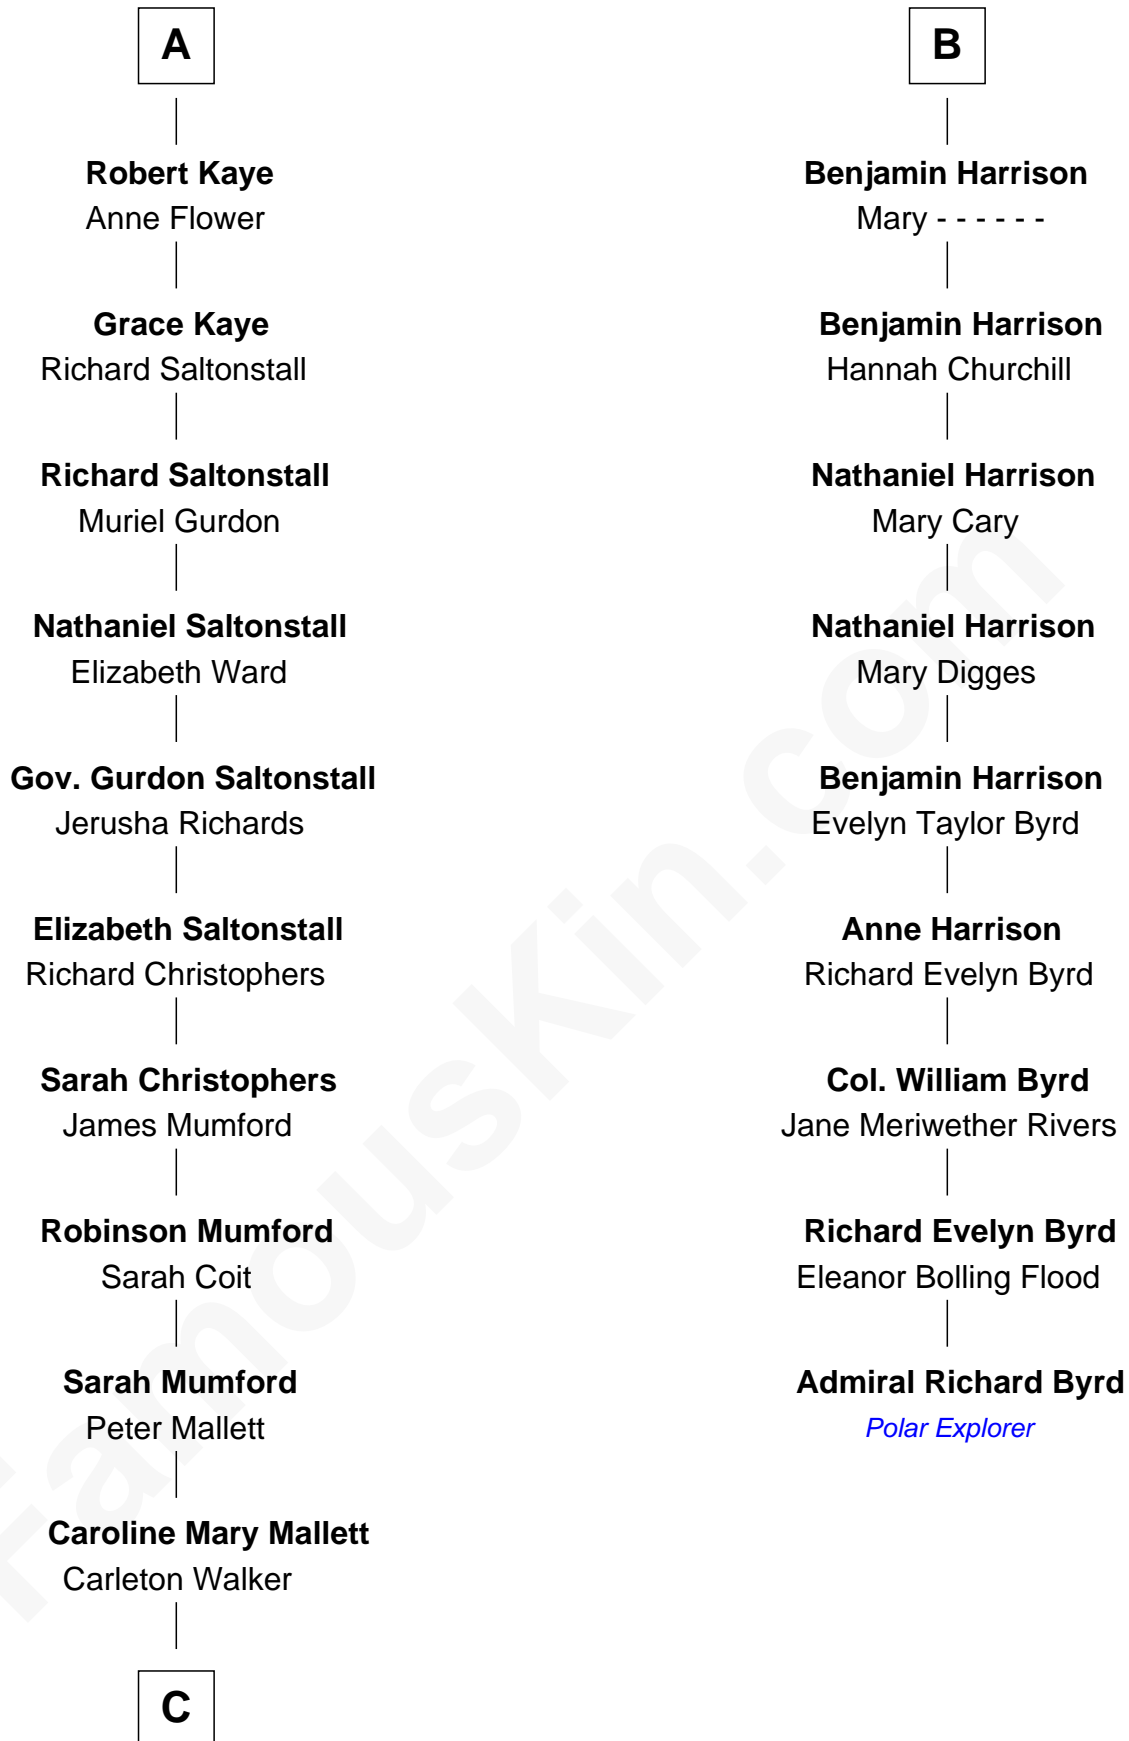 A
Robert Kaye
Anne Flower
Grace Kaye
Richard Saltonstall
Richard Saltonstall
Muriel Gurdon
Nathaniel Saltonstall
Elizabeth Ward
Gov. Gurdon Saltonstall
Jerusha Richards
Elizabeth Saltonstall
Richard Christophers
Sarah Christophers
James Mumford
Robinson Mumford
Sarah Coit
Sarah Mumford
Peter Mallett
Caroline Mary Mallett
Carleton Walker
C
B
Benjamin Harrison
Mary - - - - - -
Benjamin Harrison
Hannah Churchill
Nathaniel Harrison
Mary Cary
Nathaniel Harrison
Mary Digges
Benjamin Harrison
Evelyn Taylor Byrd
Anne Harrison
Richard Evelyn Byrd
Col. William Byrd
Jane Meriwether Rivers
Richard Evelyn Byrd
Eleanor Bolling Flood
Admiral Richard Byrd
Polar Explorer
FamousKin.com